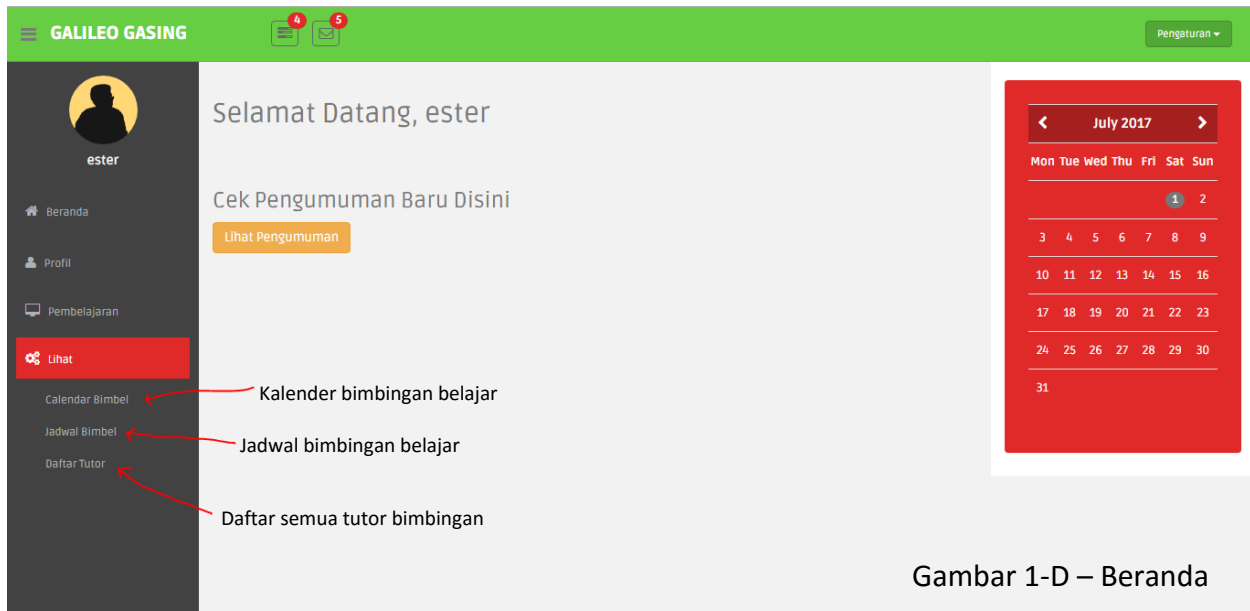 GALILEO GASING
4
5
Pengaturan
ester
Beranda
Profil
Pembelajaran
Lihat
Calendar Bimbel
Jadwal Bimbel
Daftar Tutor
Selamat Datang, ester
Cek Pengumuman Baru Disini
Lihat Pengumuman
Kalender bimbingan belajar
Jadwal bimbingan belajar
Daftar semua tutor bimbingan
July 2017
Mon Tue Wed Thu Fri Sat Sun
1 2
3 4 5 6 7 8 9
10 11 12 13 14 15 16
17 18 19 20 21 22 23
24 25 26 27 28 29 30
31
Gambar 1-D – Beranda